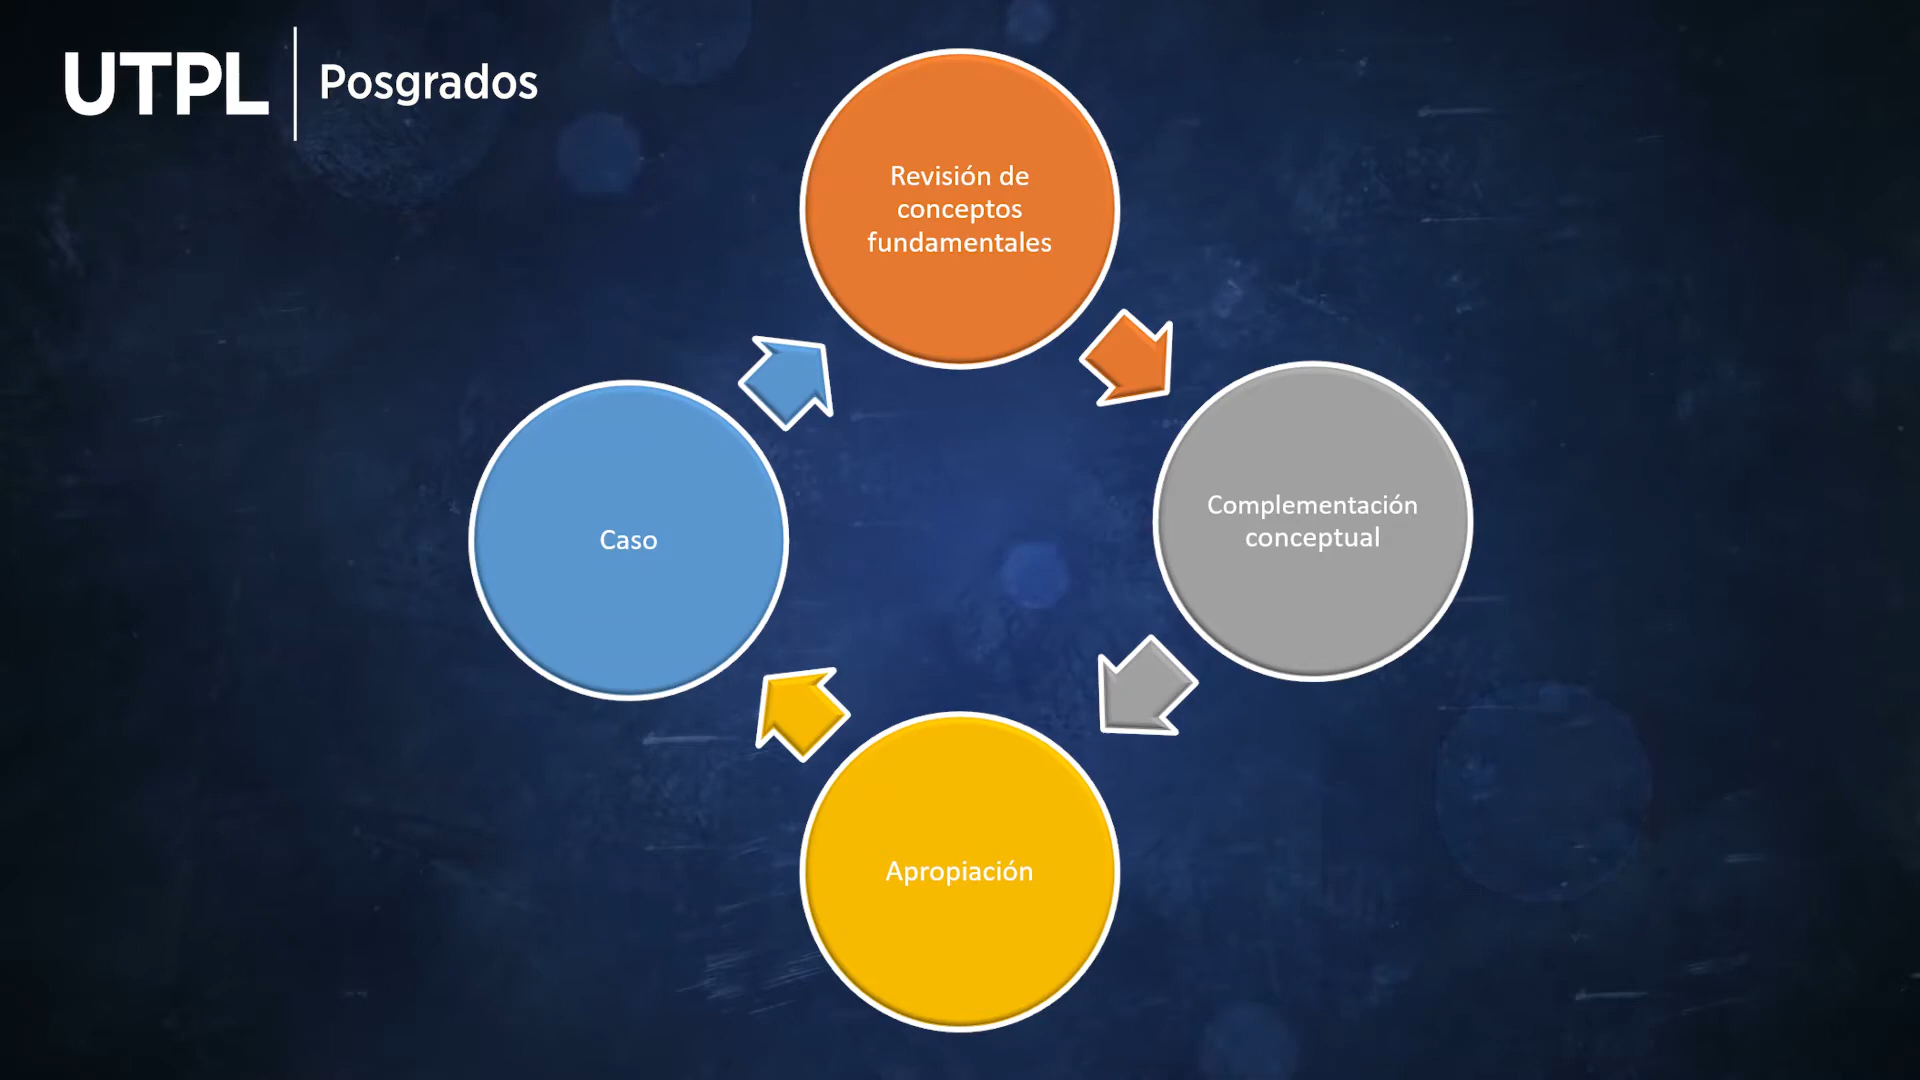 UTPL | Posgrados
Revisión de
conceptos
fundamentales
Complementación
conceptual
Caso
Apropiación